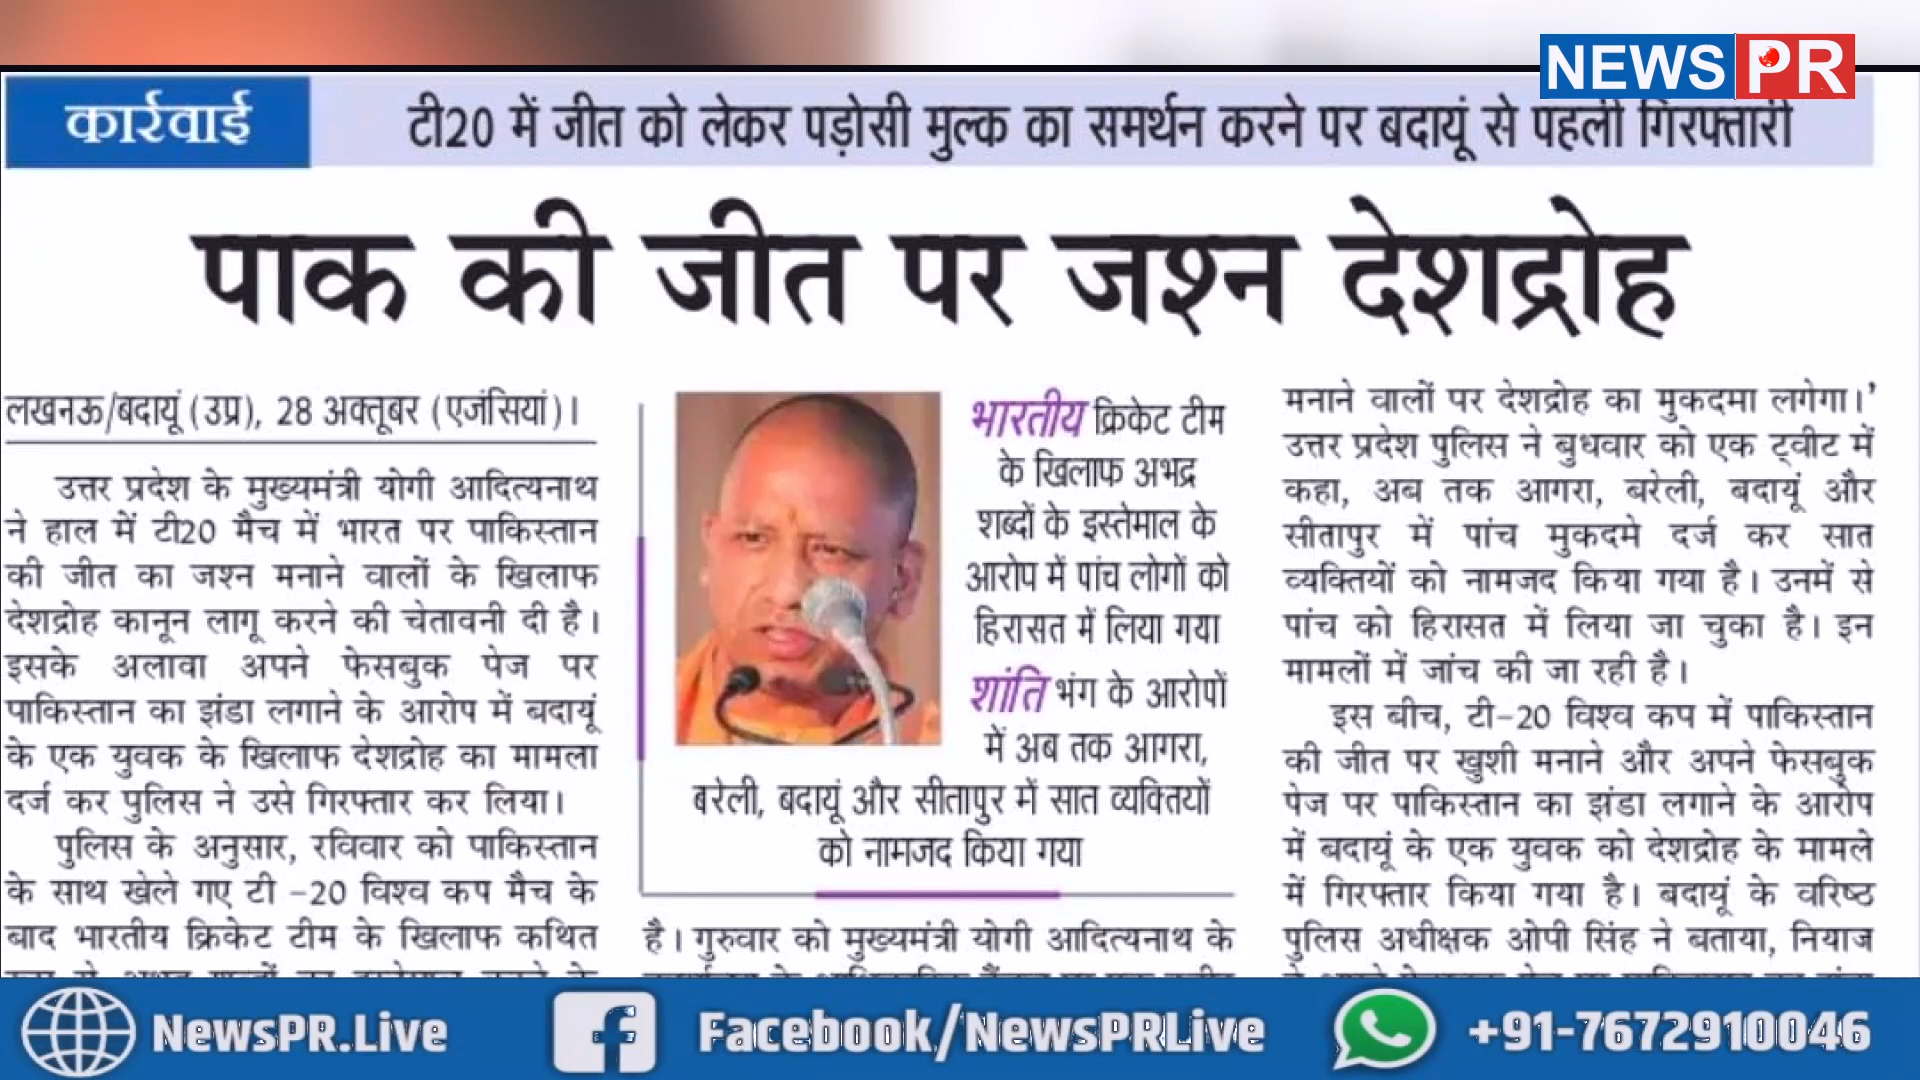 NEWS PR
कार्रवाई
टी20 में जीत को लेकर पड़ोसी मुल्क का समर्थन करने पर बदायूं से पहली गिरफ्तारी
पाक की जीत पर जश्न देशद्रोह
लखनऊ/बदायूं (उप्र), 28 अक्तूबर (एजंसियां)।
उत्तर प्रदेश के मुख्यमंत्री योगी आदित्यनाथ
ने हाल में टी20 मैच में भारत पर पाकिस्तान
की जीत का जश्न मनाने वालों के खिलाफ
देशद्रोह कानून लागू करने की चेतावनी दी है।
इसके अलावा अपने फेसबुक पेज पर
पाकिस्तान का झंडा लगाने के आरोप में बदायूं
के एक युवक के खिलाफ देशद्रोह का मामला
दर्ज कर पुलिस ने उसे गिरफ्तार कर लिया।
पुलिस के अनुसार, रविवार को पाकिस्तान
के साथ खेले गए टी –20 विश्व कप मैच के
बाद भारतीय क्रिकेट टीम के खिलाफ कथित
भारतीय क्रिकेट टीम
के खिलाफ अभद्र
शब्दों के इस्तेमाल के
आरोप में पांच लोगों को
हिरासत में लिया गया
शांति भंग के आरोपों
में अब तक आगरा,
बरेली, बदायूं और सीतापुर में सात व्यक्तियों
को नामजद किया गया
है। गुरुवार को मुख्यमंत्री योगी आदित्यनाथ के
मनाने वालों पर देशद्रोह का मुकदमा लगेगा।’
उत्तर प्रदेश पुलिस ने बुधवार को एक ट्वीट में
कहा, अब तक आगरा, बरेली, बदायूं और
सीतापुर में पांच मुकदमे दर्ज कर सात
व्यक्तियों को नामजद किया गया है। उनमें से
पांच को हिरासत में लिया जा चुका है। इन
मामलों में जांच की जा रही है।
इस बीच, टी–20 विश्व कप में पाकिस्तान
की जीत पर खुशी मनाने और अपने फेसबुक
पेज पर पाकिस्तान का झंडा लगाने के आरोप
में बदायूं के एक युवक को देशद्रोह के मामले
में गिरफ्तार किया गया है। बदायूं के वरिष्ठ
पुलिस अधीक्षक ओपी सिंह ने बताया, नियाज
NewsPR.Live
Facebook/NewsPRLive
+91-7672910046